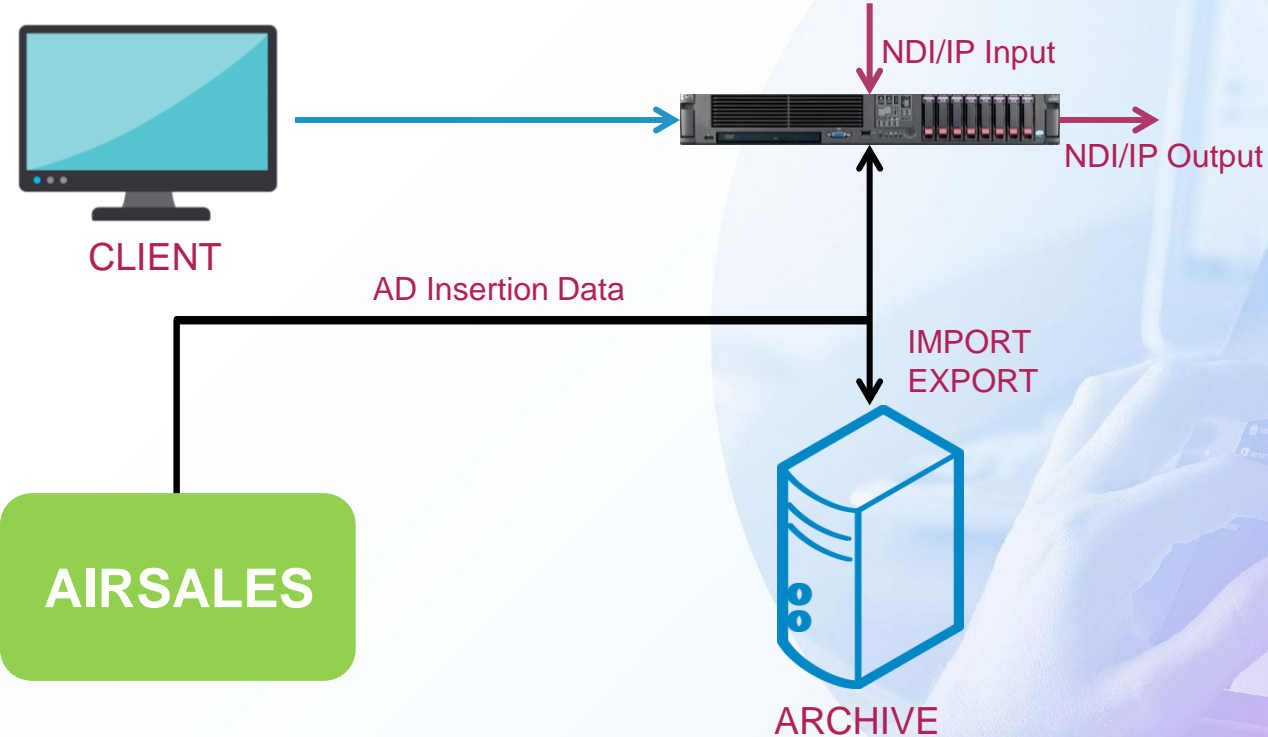 NDI/IP Input
NDI/IP Output
CLIENT
AD Insertion Data
IMPORT
EXPORT
AIRSALES
ARCHIVE